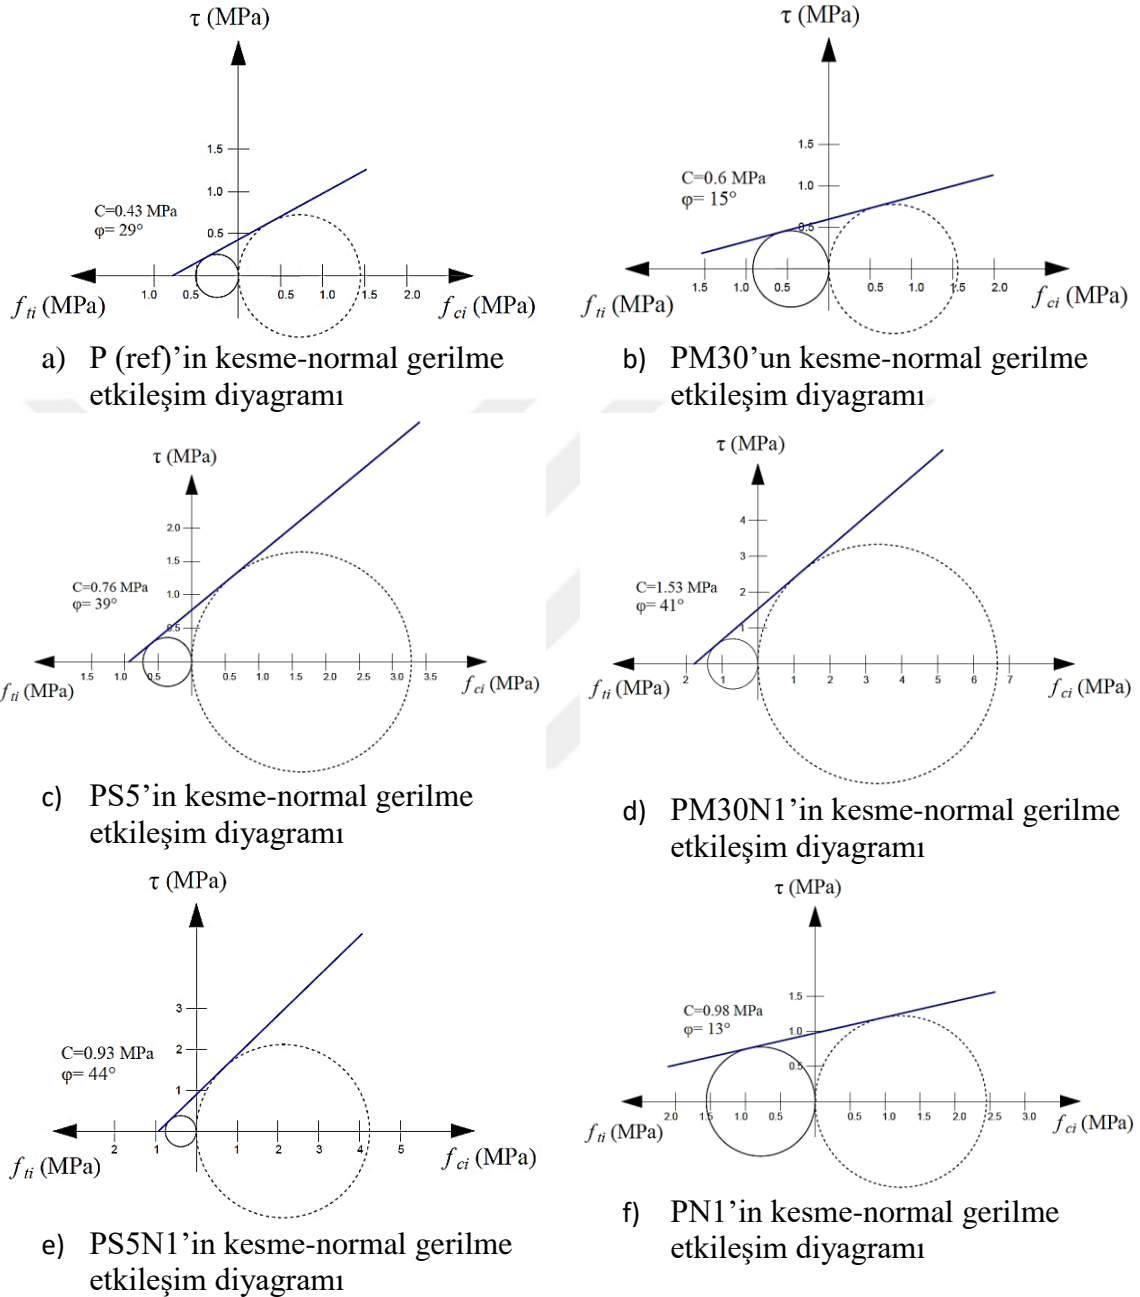 τ (MPa)
1.5
1.0
0.5
C=0.43 MPa
φ= 29°
1.0 0.5 0.5 1.0 1.5 2.0
f ti (MPa) f ci (MPa)
a) P (ref)’in kesme-normal gerilme
etkileşim diyagramı
τ (MPa)
1.5
1.0
0.5
C=0.6 MPa
φ= 15°
1.5 1.0 0.5 0.5 1.0 1.5 2.0
f ti (MPa) f ci (MPa)
b) PM30’un kesme-normal gerilme
etkileşim diyagramı
τ (MPa)
2.0
1.5
1.0
0.5
C=0.76 MPa
φ= 39°
1.5 1.0 0.5 0.5 1.0 1.5 2.0 2.5 3.0 3.5
f ti (MPa) f ci (MPa)
c) PS5’in kesme-normal gerilme
etkileşim diyagramı
τ (MPa)
4
3
2
1
C=1.53 MPa
φ= 41°
2 1 1 2 3 4 5 6 7
f ti (MPa) f ci (MPa)
d) PM30N1’in kesme-normal gerilme
etkileşim diyagramı
τ (MPa)
3
2
1
C=0.93 MPa
φ= 44°
2 1 1 2 3 4 5
f ti (MPa) f ci (MPa)
e) PS5N1’in kesme-normal gerilme
etkileşim diyagramı
τ (MPa)
1.5
1.0
0.5
C=0.98 MPa
φ= 13°
2.0 1.5 1.0 0.5 0.5 1.0 1.5 2.0 2.5 3.0
f ti (MPa) f ci (MPa)
f) PN1’in kesme-normal gerilme
etkileşim diyagramı